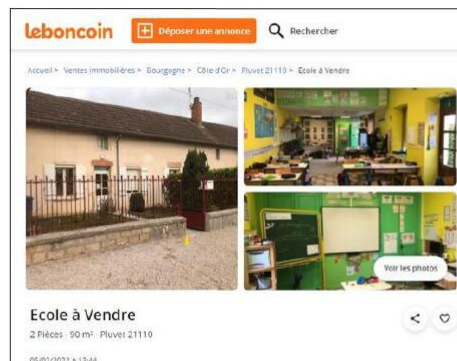 leboncoin
Déposer une annonce
Rechercher
Accueil > Ventes immobilières > Bourgogne > Côte d'Or > Pluvet 21110 > Ecole à Vendre
Voir les photos
Ecole à Vendre
2 Pièces · 90 m² · Pluvet 21110